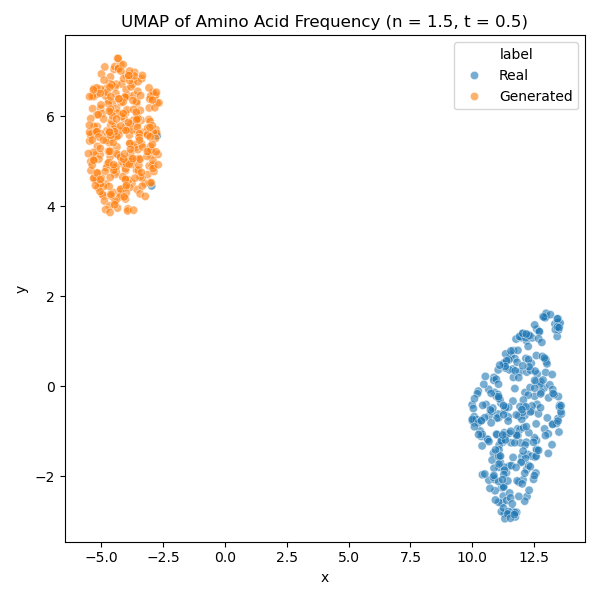 UMAP of Amino Acid Frequency (n = 1.5, t = 0.5)
label
Real
Generated
6
4
2
0
−2
y
−5.0 −2.5 0.0 2.5 5.0 7.5 10.0 12.5
x